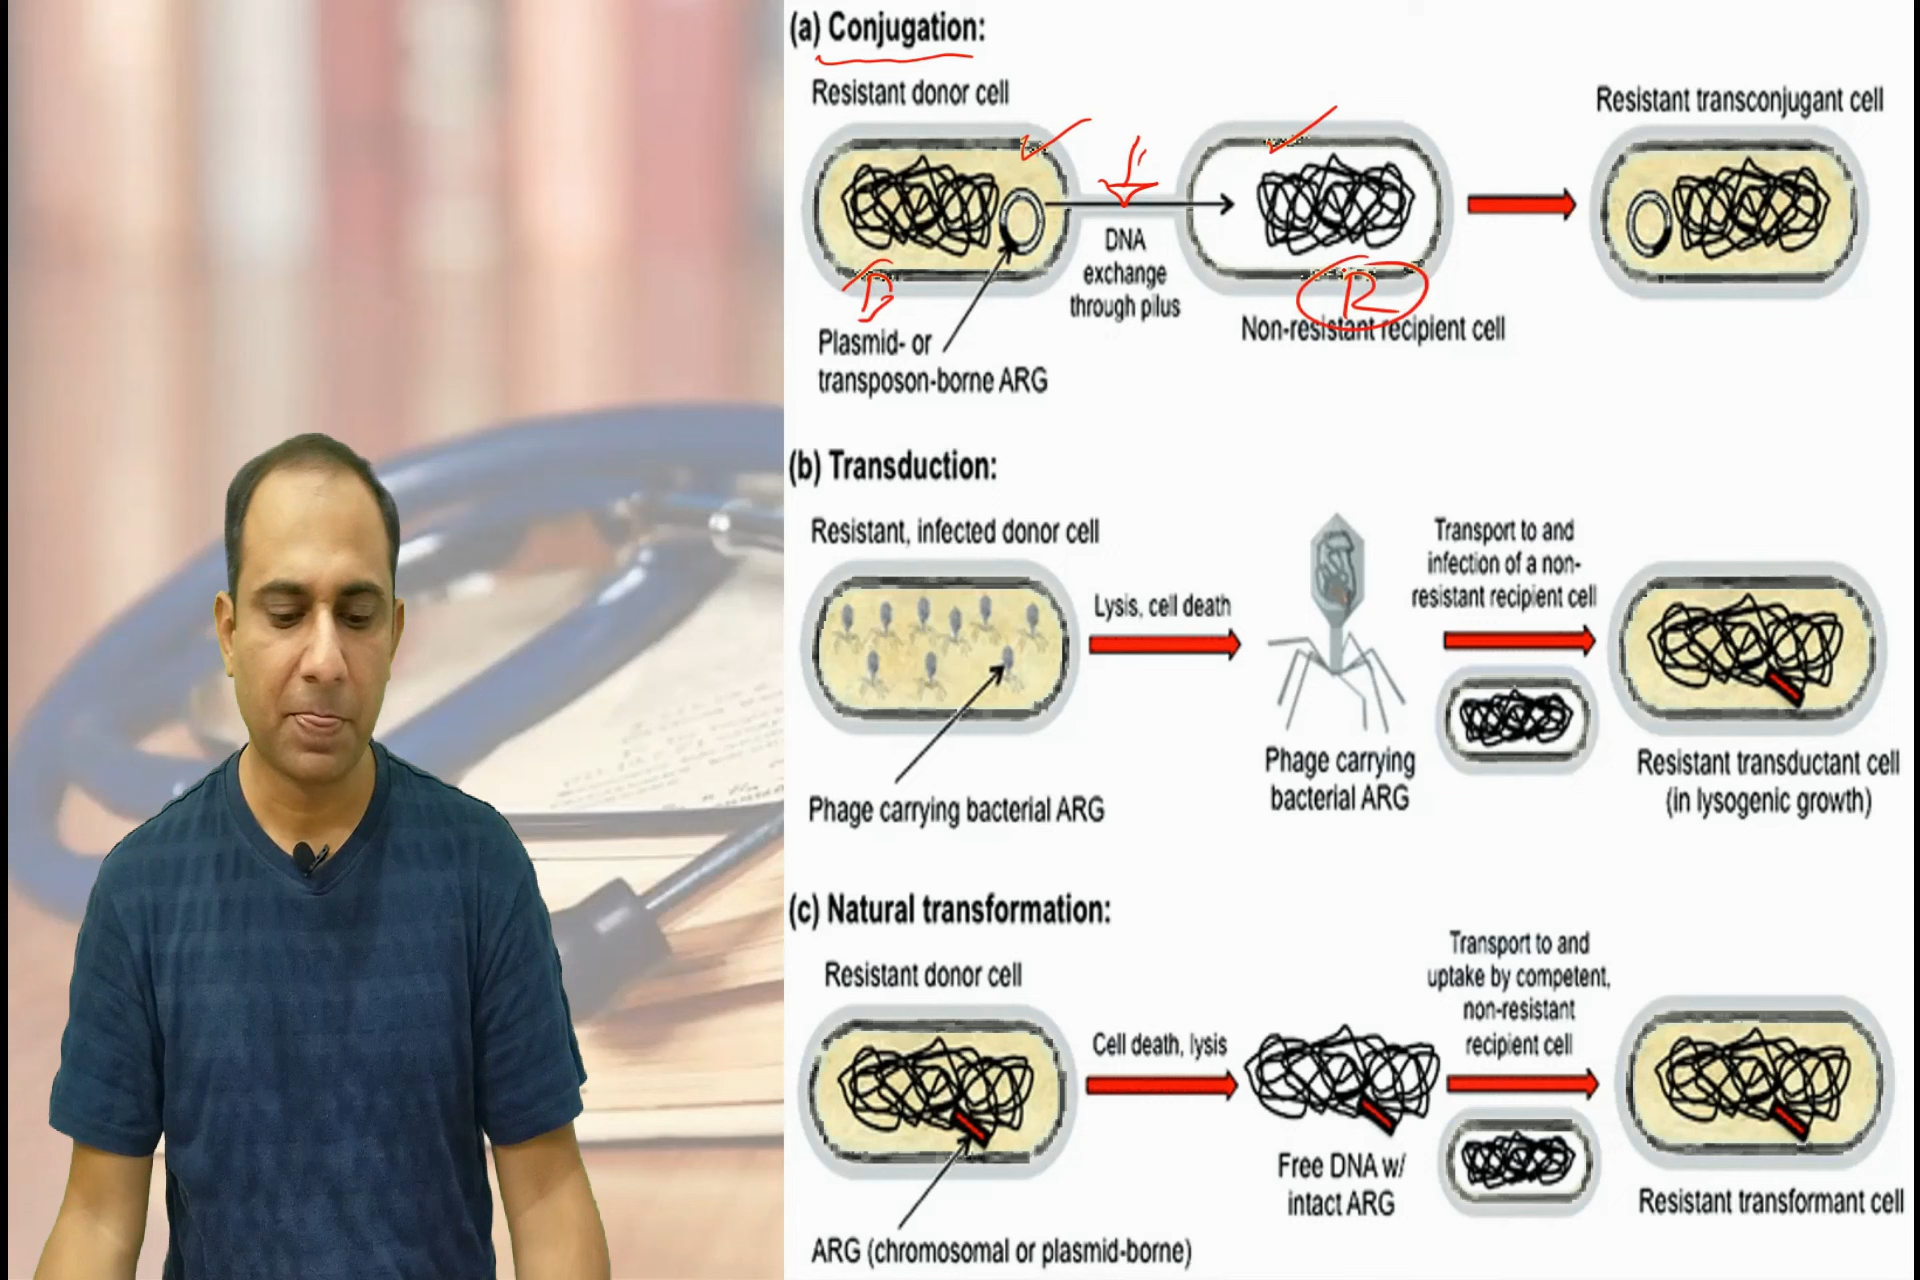 (a) Conjugation:
Resistant donor cell
Resistant transconjugant cell
DNA
exchange
through pilus
D
R
Non-resistant recipient cell
Plasmid- or
transposon-borne ARG
(b) Transduction:
Resistant, infected donor cell
Lysis, cell death
Transport to and
infection of a non-
resistant recipient cell
Phage carrying bacterial ARG
Phage carrying
bacterial ARG
Resistant transductant cell
(in lysogenic growth)
(c) Natural transformation:
Resistant donor cell
Cell death, lysis
Transport to and
uptake by competent,
non-resistant
recipient cell
Free DNA w/
intact ARG
Resistant transformant cell
ARG (chromosomal or plasmid-borne)